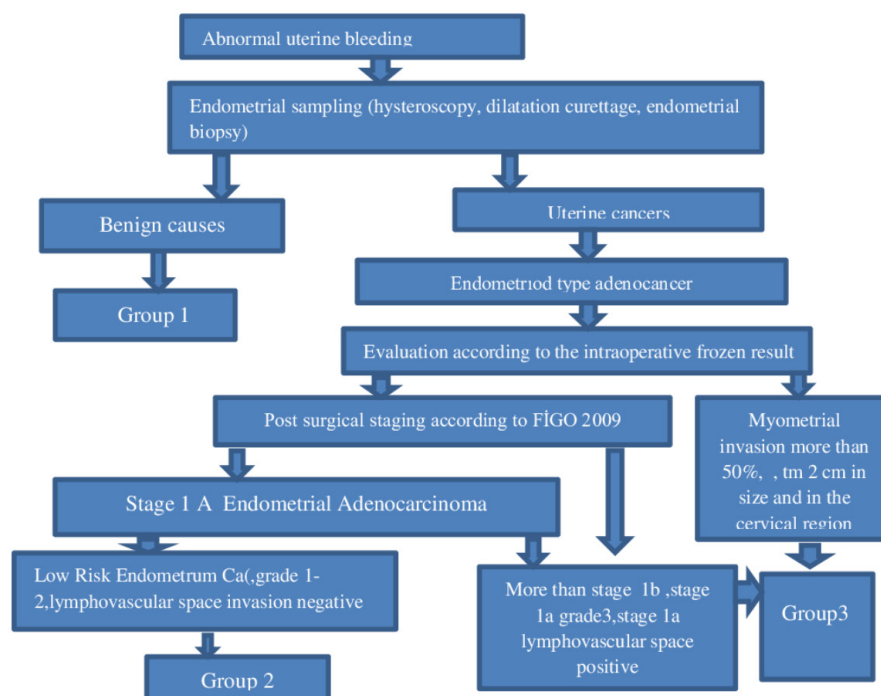 Abnormal uterine bleeding
Endometrial sampling (hysteroscopy, dilatation curettage, endometrial
biopsy)
Benign causes
Uterine cancers
Group 1
Endometriod type adenocancer
Evaluation according to the intraoperative frozen result
Post surgical staging according to FİGO 2009
Myometrial
invasion more than
50%, , tm 2 cm in
size and in the
cervical region
Stage 1 A Endometrial Adenocarcinoma
Low Risk Endometrum Ca(,grade 1-
2,lymphovascular space invasion negative
More than stage 1b ,stage
1a grade3,stage 1a
lymphovascular space
positive
Group3
Group 2